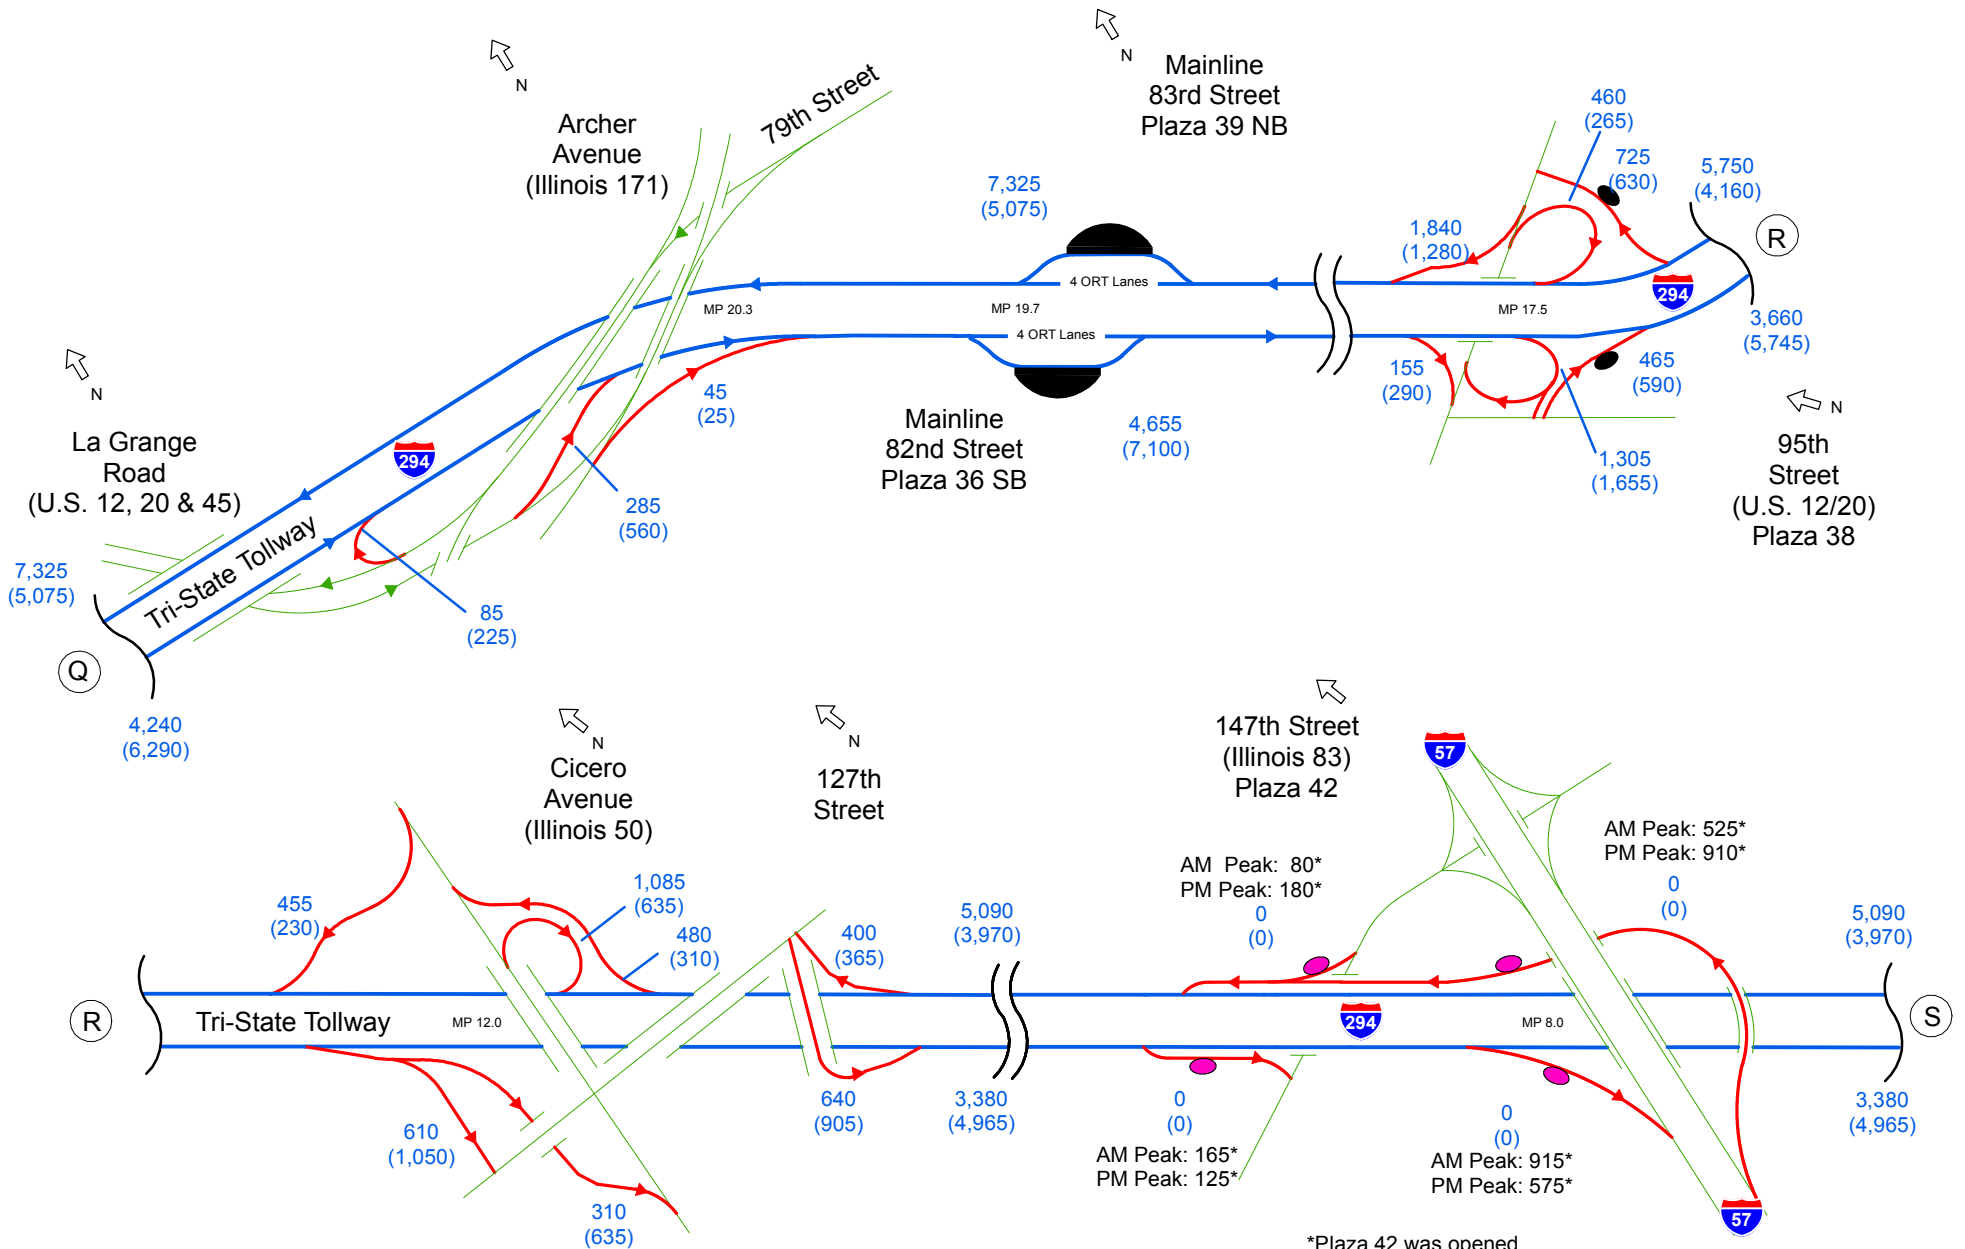 N
Archer
Avenue
(Illinois 171)
79th Street
N
Mainline
83rd Street
Plaza 39 NB
460
(265)
725
(630)
5,750
(4,160)
R
7,325
(5,075)
1,840
(1,280)
4 ORT Lanes
294
MP 20.3
MP 19.7
MP 17.5
4 ORT Lanes
3,660
(5,745)
N
45
(25)
155
(290)
465
(590)
N
La Grange
Road
(U.S. 12, 20 & 45)
294
Mainline
82nd Street
Plaza 36 SB
4,655
(7,100)
1,305
(1,655)
95th
Street
(U.S. 12/20)
Plaza 38
285
(560)
Tri-State Tollway
7,325
(5,075)
85
(225)
Q
4,240
(6,290)
N
Cicero
Avenue
(Illinois 50)
N
127th
Street
147th Street
(Illinois 83)
Plaza 42
57
AM Peak: 525*
PM Peak: 910*
0
(0)
AM Peak: 80*
PM Peak: 180*
0
(0)
455
(230)
1,085
(635)
480
(310)
400
(365)
5,090
(3,970)
5,090
(3,970)
R
Tri-State Tollway
MP 12.0
294
MP 8.0
S
610
(1,050)
640
(905)
3,380
(4,965)
0
(0)
AM Peak: 165*
PM Peak: 125*
0
(0)
AM Peak: 915*
PM Peak: 575*
3,380
(4,965)
310
(635)
57
*Plaza 42 was opened